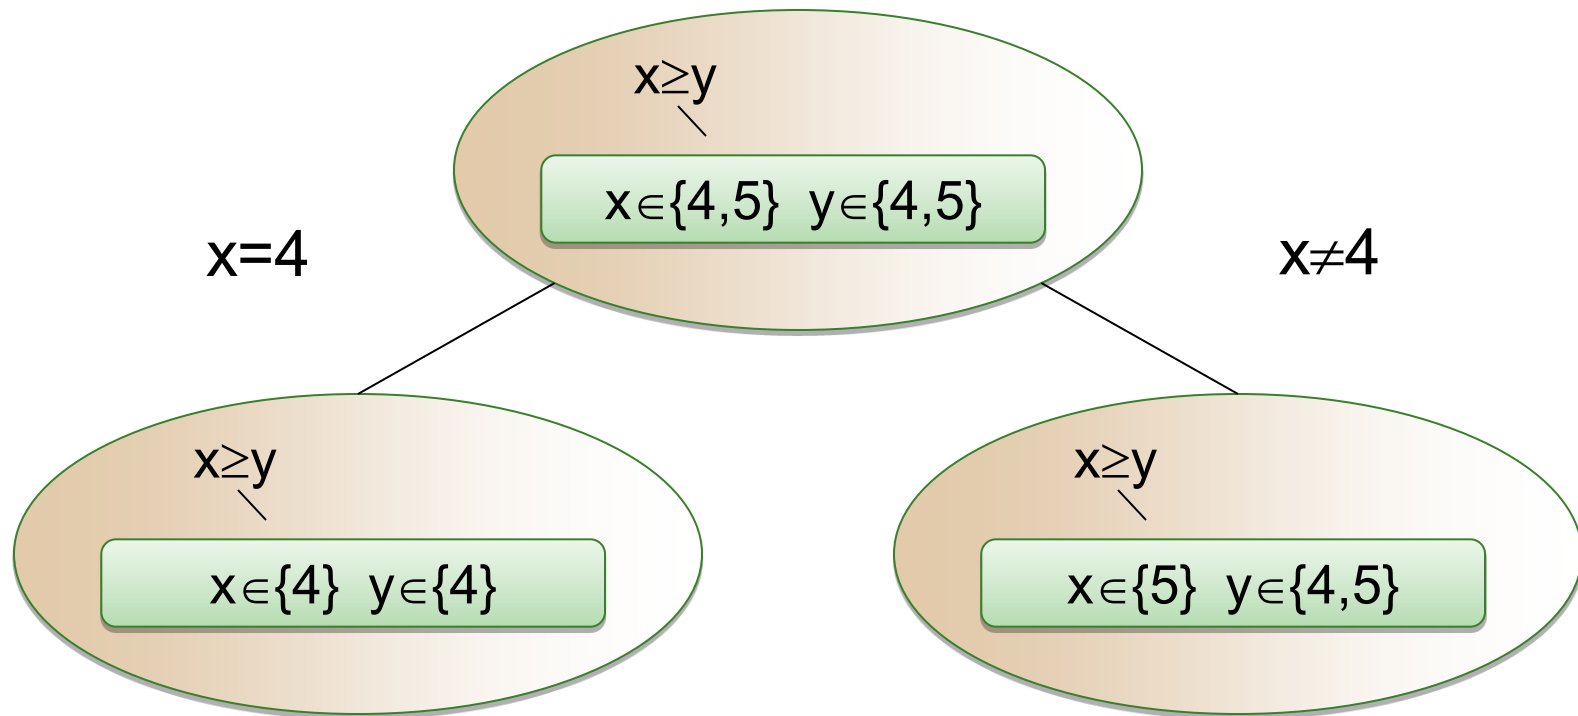 x≥y
x∈{4,5} y∈{4,5}
x=4
x≠4
x≥y
x∈{4} y∈{4}
x≥y
x∈{5} y∈{4,5}